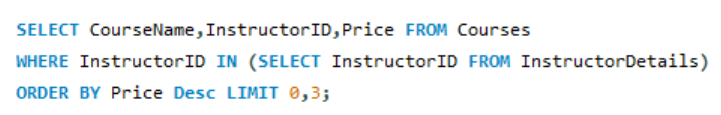 SELECT CourseName,InstructorID,Price FROM Courses
WHERE InstructorID IN (SELECT InstructorID FROM InstructorDetails)
ORDER BY Price Desc LIMIT 0,3;